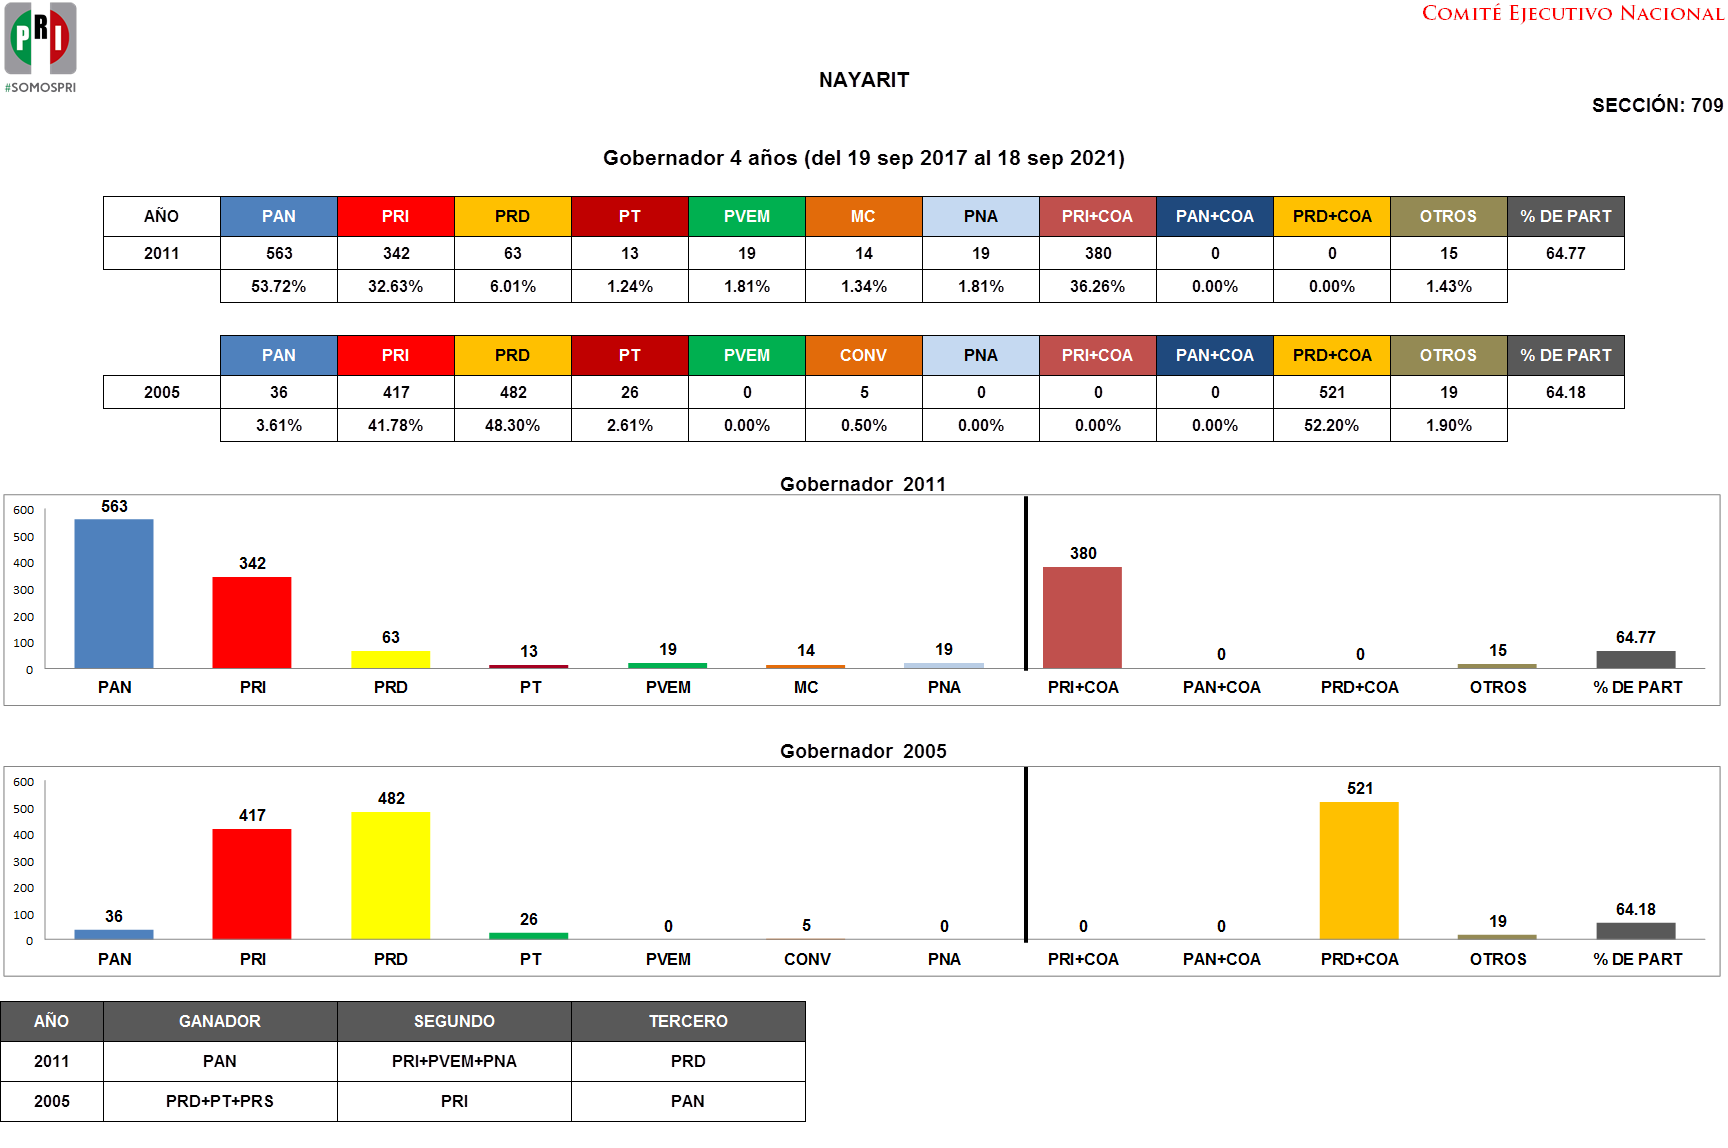 PRI
#SOMOSPRI
COMITÉ EJECUTIVO NACIONAL
NAYARIT
SECCIÓN: 709
Gobernador 4 años (del 19 sep 2017 al 18 sep 2021)
AÑO PAN PRI PRD PT PVEM MC PNA PRI+COA PAN+COA PRD+COA OTROS % DE PART
2011 563 342 63 13 19 14 19 380 0 0 15 64.77
53.72% 32.63% 6.01% 1.24% 1.81% 1.34% 1.81% 36.26% 0.00% 0.00% 1.43%
PAN PRI PRD PT PVEM CONV PNA PRI+COA PAN+COA PRD+COA OTROS % DE PART
2005 36 417 482 26 0 5 0 0 0 521 19 64.18
3.61% 41.78% 48.30% 2.61% 0.00% 0.50% 0.00% 0.00% 0.00% 52.20% 1.90%
Gobernador 2011
600
500
400
300
200
100
0
563 342 63 13 19 14 19 380 0 0 15 64.77
PAN PRI PRD PT PVEM MC PNA PRI+COA PAN+COA PRD+COA OTROS % DE PART
Gobernador 2005
600
500
400
300
200
100
0
36 417 482 26 0 5 0 0 0 521 19 64.18
PAN PRI PRD PT PVEM CONV PNA PRI+COA PAN+COA PRD+COA OTROS % DE PART
AÑO GANADOR SEGUNDO TERCERO
2011 PAN PRI+PVEM+PNA PRD
2005 PRD+PT+PRS PRI PAN